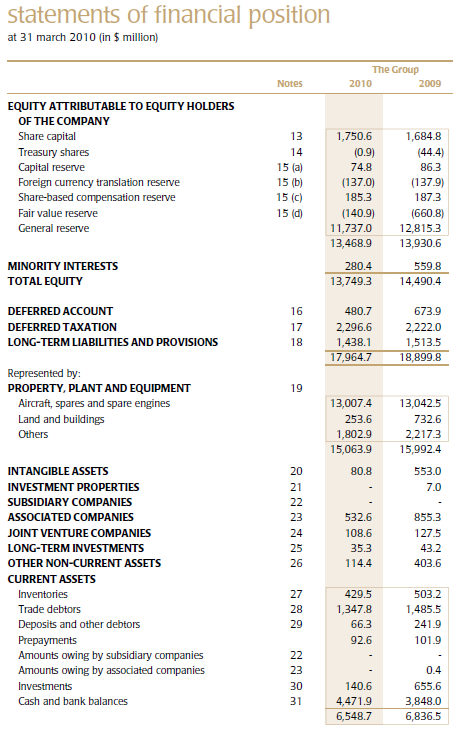 statements of financial position
at 31 march 2010 (in $ million)
The Group
Notes 2010 2009
EQUITY ATTRIBUTABLE TO EQUITY HOLDERS
OF THE COMPANY
Share capital 13 1,750.6 1,684.8
Treasury shares 14 (0.9) (44.4)
Capital reserve 15 (a) 74.8 86.3
Foreign currency translation reserve 15 (b) (137.0) (137.9)
Share-based compensation reserve 15 (c) 185.3 187.3
Fair value reserve 15 (d) (140.9) (660.8)
General reserve 11,737.0 12,815.3
13,468.9 13,930.6
MINORITY INTERESTS 280.4 559.8
TOTAL EQUITY 13,749.3 14,490.4
DEFERRED ACCOUNT 16 480.7 673.9
DEFERRED TAXATION 17 2,296.6 2,222.0
LONG-TERM LIABILITIES AND PROVISIONS 18 1,438.1 1,513.5
17,964.7 18,899.8
Represented by:
PROPERTY, PLANT AND EQUIPMENT 19
Aircraft, spares and spare engines 13,007.4 13,042.5
Land and buildings 253.6 732.6
Others 1,802.9 2,217.3
15,063.9 15,992.4
INTANGIBLE ASSETS 20 80.8 553.0
INVESTMENT PROPERTIES 21 - 7.0
SUBSIDIARY COMPANIES 22 - -
ASSOCIATED COMPANIES 23 532.6 855.3
JOINT VENTURE COMPANIES 24 108.6 127.5
LONG-TERM INVESTMENTS 25 35.3 43.2
OTHER NON-CURRENT ASSETS 26 114.4 403.6
CURRENT ASSETS
Inventories 27 429.5 503.2
Trade debtors 28 1,347.8 1,485.5
Deposits and other debtors 29 66.3 241.9
Prepayments 92.6 101.9
Amounts owing by subsidiary companies 22 - -
Amounts owing by associated companies 23 - 0.4
Investments 30 140.6 655.6
Cash and bank balances 31 4,471.9 3,848.0
6,548.7 6,836.5